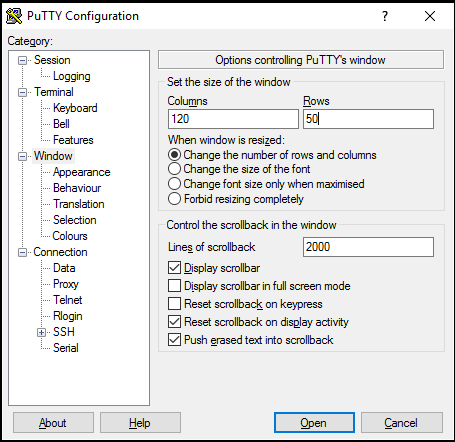 PuTTY Configuration
?
Category:
Session
Logging
Terminal
Keyboard
Bell
Features
Window
Appearance
Behaviour
Translation
Selection
Colours
Connection
Data
Proxy
Telnet
Rlogin
SSH
Serial
Options controlling PuTTY's window
Set the size of the window
Columns Rows
120 50
When window is resized:
Change the number of rows and columns
Change the size of the font
Change font size only when maximised
Forbid resizing completely
Control the scrollback in the window
Lines of scrollback 2000
Display scrollbar
Display scrollbar in full screen mode
Reset scrollback on keypress
Reset scrollback on display activity
Push erased text into scrollback
About Help Open Cancel